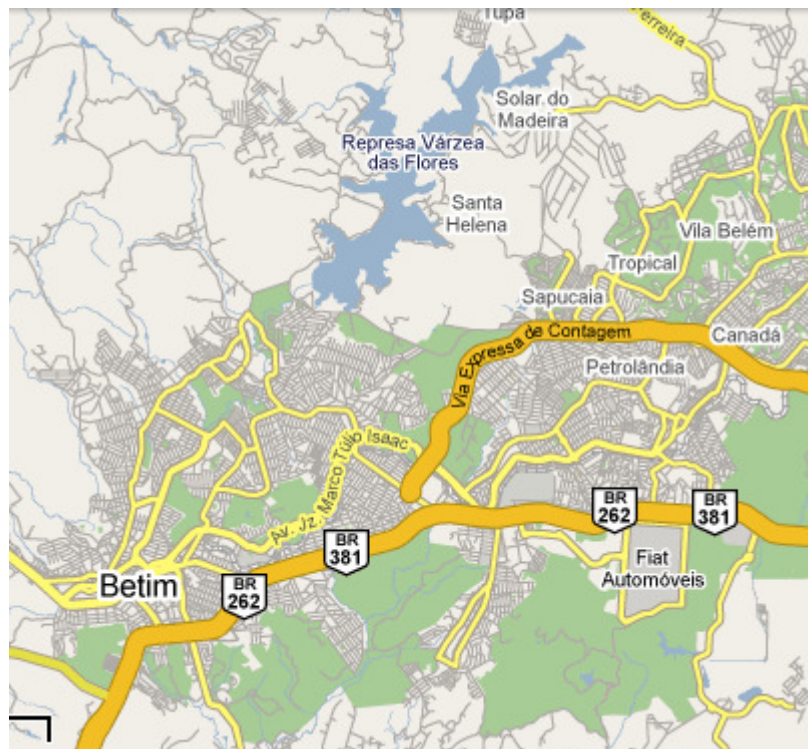 Tupã
Ferreira
Solar do
Madeira
Represa Várzea
das Flores
Santa
Helena
Vila Belém
Tropical
Sapucaia
Via Expressa de Contagem
Canadá
Petrolândia
Av. Jz. Marco Túlio Isaac
BR
262
BR
381
BR
381
Fiat
Automóveis
Betim
BR
262